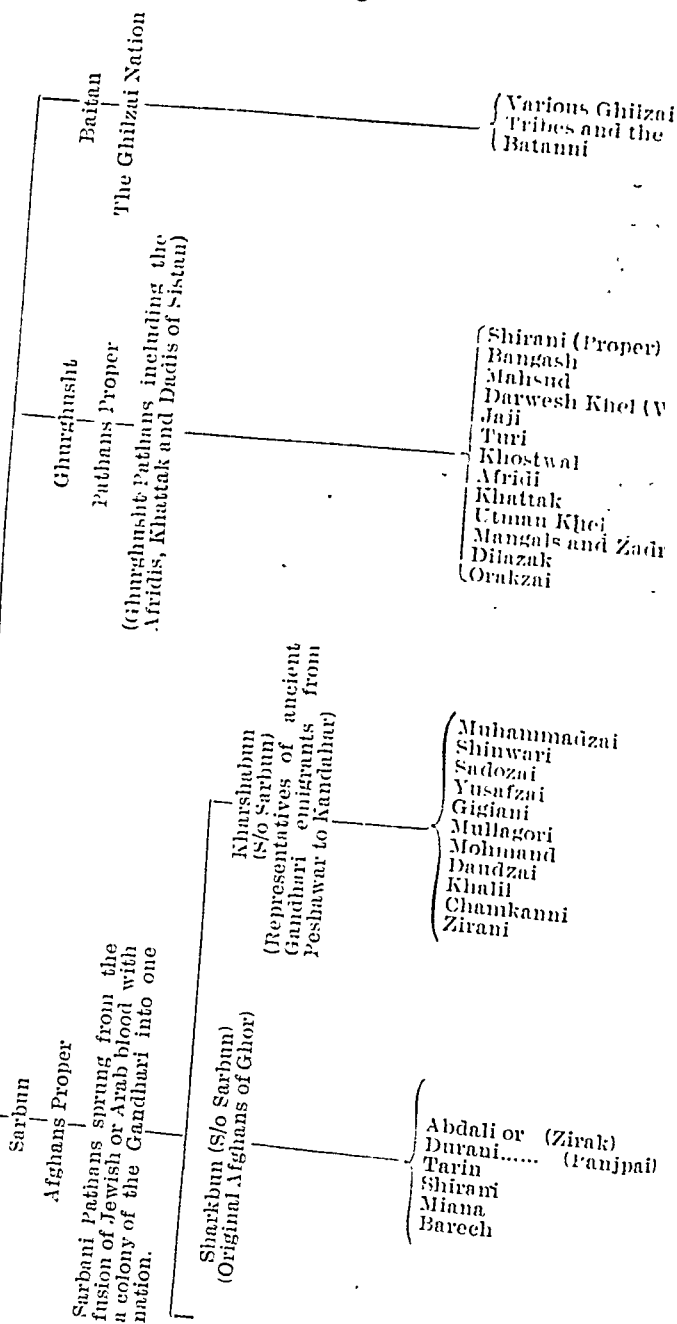 Baitan
The Ghilzai Nation
Various Ghilzai
Tribes and the
Batanni
Ghurghusht
Pathans Proper
(Ghurghusht Pathans including the
Afridis, Khattak and Dadis of Sistan)
Shirani (Proper)
Bangash
Mahsud
Darwesh Khel (
Jaji
Turi
Khostwal
Afridi
Khattak
Utman Khel
Mangals and Zadr
Dilazak
Orakzai
Sarbun
Afghans Proper
Sarbani Pathans sprung from the
fusion of Jewish or Arab blood with
a colony of the Gandhari into one
nation.
Kharshabun
(S/o Sarbun)
(Representatives of ancient
Gandhari emigrants from
Peshawar to Kandahar)
Muhammadzai
Shinwari
Sadozai
Yusafzai
Gigiani
Mullagori
Mohmand
Daudzai
Khalil
Chamkanni
Zirani
Sharkbun (S/o Sarbun)
(Original Afghans of Ghor)
Abdali or (Zirak)
Durani...... (Panjpai)
Tarin
Shirani
Miana
Barech